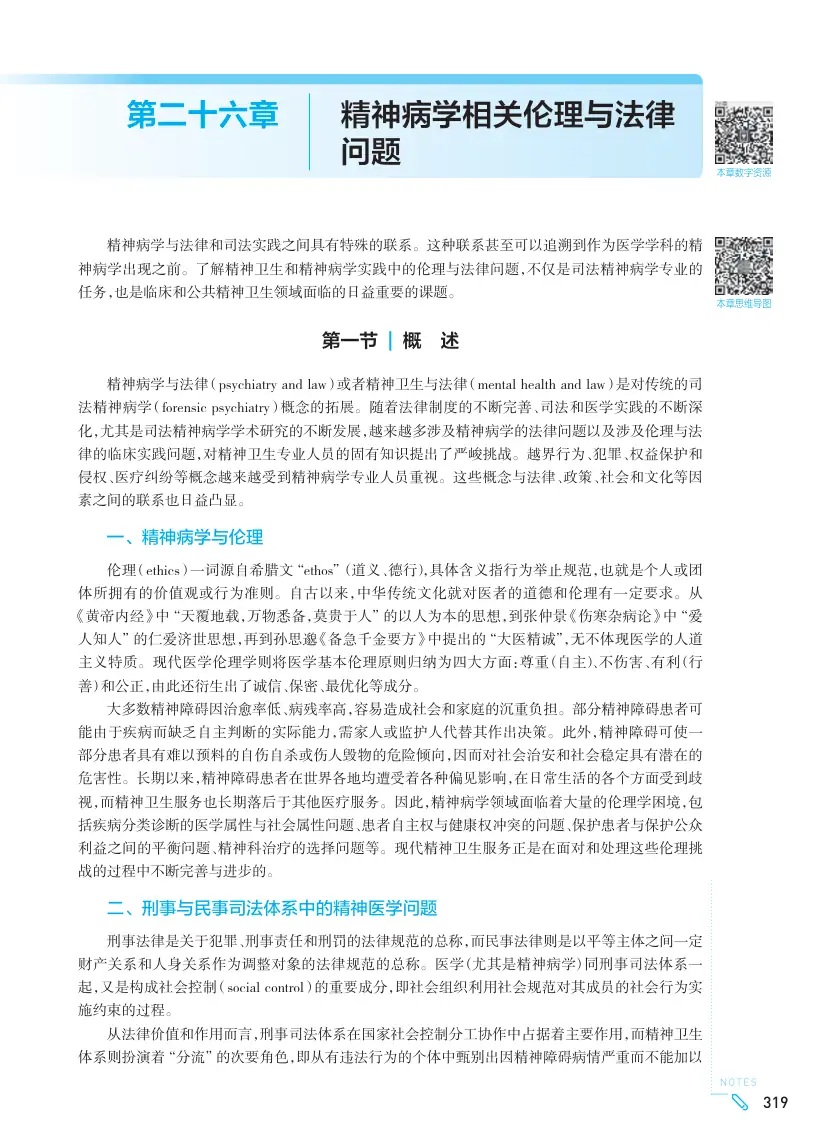 第二十六章
精神病学相关伦理与法律
问题
本章数字资源
精神病学与法律和司法实践之间具有特殊的联系。这种联系甚至可以追溯到作为医学学科的精
神病学出现之前。了解精神卫生和精神病学实践中的伦理与法律问题,不仅是司法精神病学专业的
任务,也是临床和公共精神卫生领域面临的日益重要的课题。
本章思维导图
第一节 | 概 述
精神病学与法律(psychiatry and law)或者精神卫生与法律(mental health and law)是对传统的司
法精神病学(forensic psychiatry)概念的拓展。随着法律制度的不断完善、司法和医学实践的不断深
化,尤其是司法精神病学学术研究的不断发展,越来越多涉及精神病学的法律问题以及涉及伦理与法
律的临床实践问题,对精神卫生专业人员的固有知识提出了严峻挑战。越界行为、犯罪、权益保护和
侵权、医疗纠纷等概念越来越受到精神病学专业人员重视。这些概念与法律、政策、社会和文化等因
素之间的联系也日益凸显。
一、精神病学与伦理
伦理(ethics)一词源自希腊文“ethos”(道义、德行),具体含义指行为举止规范,也就是个人或团
体所拥有的价值观或行为准则。自古以来,中华传统文化就对医者的道德和伦理有一定要求。从
《黄帝内经》中“天覆地载,万物悉备,莫贵于人”的以人为本的思想,到张仲景《伤寒杂病论》中“爱
人知人”的仁爱济世思想,再到孙思邈《备急千金要方》中提出的“大医精诚”,无不体现医学的人道
主义特质。现代医学伦理学则将医学基本伦理原则归纳为四大方面:尊重(自主)、不伤害、有利(行
善)和公正,由此还衍生出了诚信、保密、最优化等成分。
大多数精神障碍因治愈率低、病残率高,容易造成社会和家庭的沉重负担。部分精神障碍患者可
能由于疾病而缺乏自主判断的实际能力,需家人或监护人代替其作出决策。此外,精神障碍可使一
部分患者具有难以预料的自伤自杀或伤人毁物的危险倾向,因而对社会治安和社会稳定具有潜在的
危害性。长期以来,精神障碍患者在世界各地均遭受着各种偏见影响,在日常生活的各个方面受到歧
视,而精神卫生服务也长期落后于其他医疗服务。因此,精神病学领域面临着大量的伦理学困境,包
括疾病分类诊断的医学属性与社会属性问题、患者自主权与健康权冲突的问题、保护患者与保护公众
利益之间的平衡问题、精神科治疗的选择问题等。现代精神卫生服务正是在面对和处理这些伦理挑
战的过程中不断完善与进步的。
二、刑事与民事司法体系中的精神医学问题
刑事法律是关于犯罪、刑事责任和刑罚的法律规范的总称,而民事法律则是以平等主体之间一定
财产关系和人身关系作为调整对象的法律规范的总称。医学(尤其是精神病学)同刑事司法体系一
起,又是构成社会控制(social control)的重要成分,即社会组织利用社会规范对其成员的社会行为实
施约束的过程。
从法律价值和作用而言,刑事司法体系在国家社会控制分工协作中占据着主要作用,而精神卫生
体系则扮演着“分流”的次要角色,即从有违法行为的个体中甄别出因精神障碍病情严重而不能加以
NOTES
319